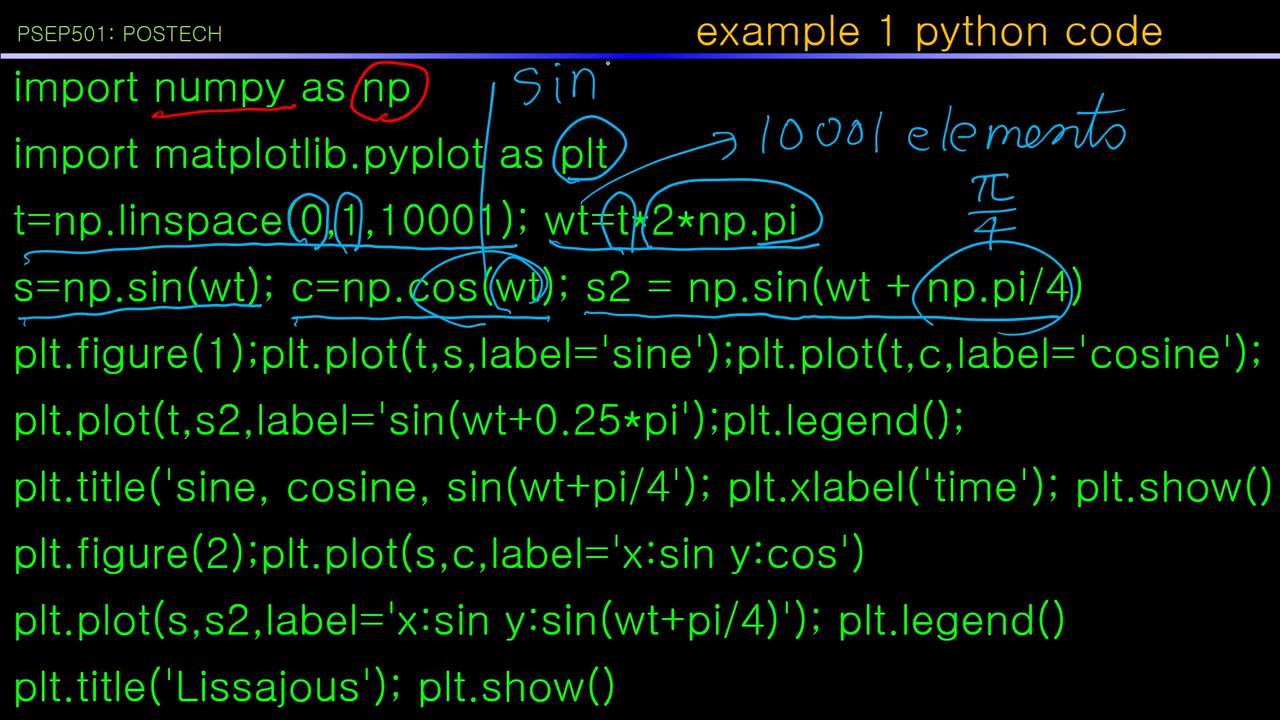 PSEP501: POSTECH
example 1 python code
import numpy as np
sin
import matplotlib.pyplot as plt
10001 elements
t=np.linspace(0,1,10001); wt=t*2*np.pi
π
4
s=np.sin(wt); c=np.cos(wt); s2 = np.sin(wt + np.pi/4)
plt.figure(1);plt.plot(t,s,label='sine');plt.plot(t,c,label='cosine');
plt.plot(t,s2,label='sin(wt+0.25*pi');plt.legend();
plt.title('sine, cosine, sin(wt+pi/4'); plt.xlabel('time'); plt.show()
plt.figure(2);plt.plot(s,c,label='x:sin y:cos')
plt.plot(s,s2,label='x:sin y:sin(wt+pi/4)'); plt.legend()
plt.title('Lissajous'); plt.show()